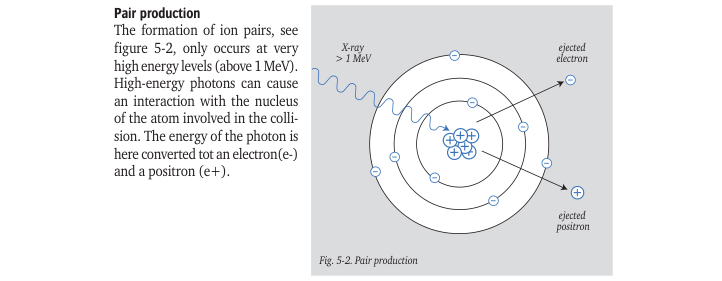 Pair production
The formation of ion pairs, see
figure 5-2, only occurs at very
high energy levels (above 1 MeV).
High-energy photons can cause
an interaction with the nucleus
of the atom involved in the colli-
sion. The energy of the photon is
here converted tot an electron(e-)
and a positron (e+).
X-ray
> 1 MeV
ejected
electron
ejected
positron
Fig. 5-2. Pair production